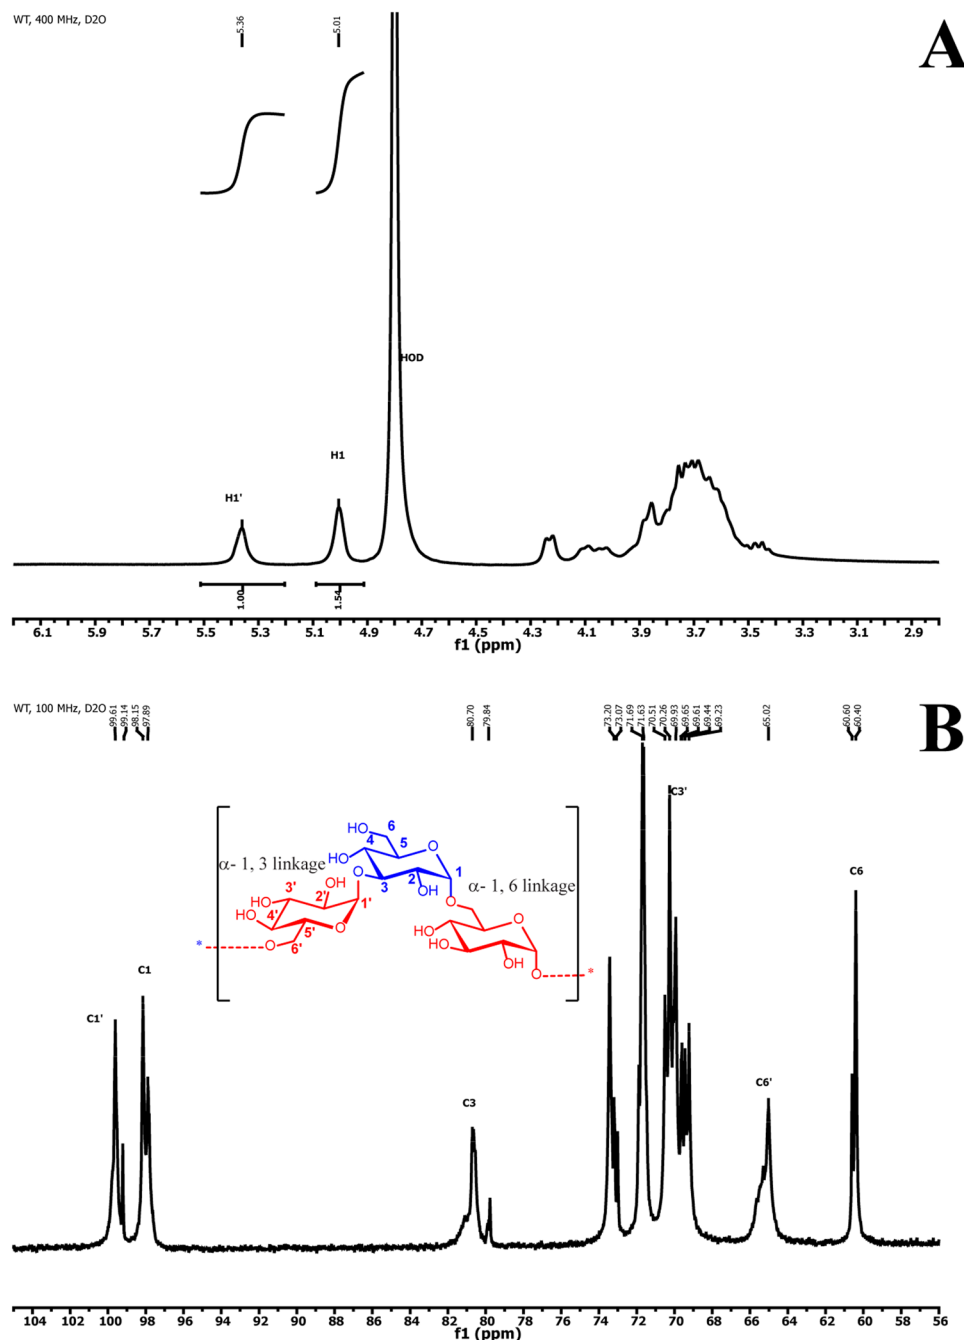 WT, 400 MHz, D2O
5.36
5.01
A
HOD
H1
H1'
1.00
1.54
6.1 5.9 5.7 5.5 5.3 5.1 4.9 4.7 4.5 4.3 4.1 3.9 3.7 3.5 3.3 3.1 2.9
f1 (ppm)
WT, 100 MHz, D2O
99.61
99.14
98.15
97.89
80.70
79.84
73.20
73.07
71.69
71.63
70.51
70.26
69.93
69.65
69.61
69.44
69.23
65.02
60.60
60.40
B
C3'
HO 6
4 5 O
α- 1, 3 linkage HO 1
3' OH O 3 2 OH α- 1, 6 linkage
HO 2' 1' O
HO 4' 5' O HO O
* O 6' HO OH O *
C6
C1
C1'
C6'
C3
104 102 100 98 96 94 92 90 88 86 84 82 80 78 76 74 72 70 68 66 64 62 60 58 56
f1 (ppm)